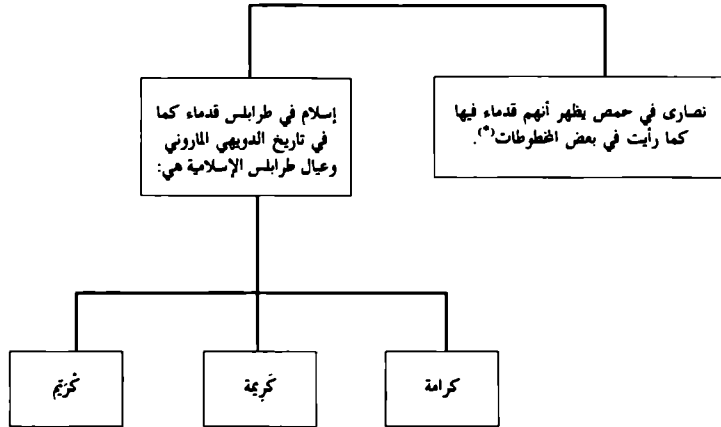 نصارى في حمص يظهر أنهم قدماء فيها
كما رأيت في بعض المخطوطات(*).
إسلام في طرابلس قدماء كما
في تاريخ الدويهي الماروني
وعيال طرابلس الإسلامية هي:
كرامة
كَرِيمة
كُرَيِّم